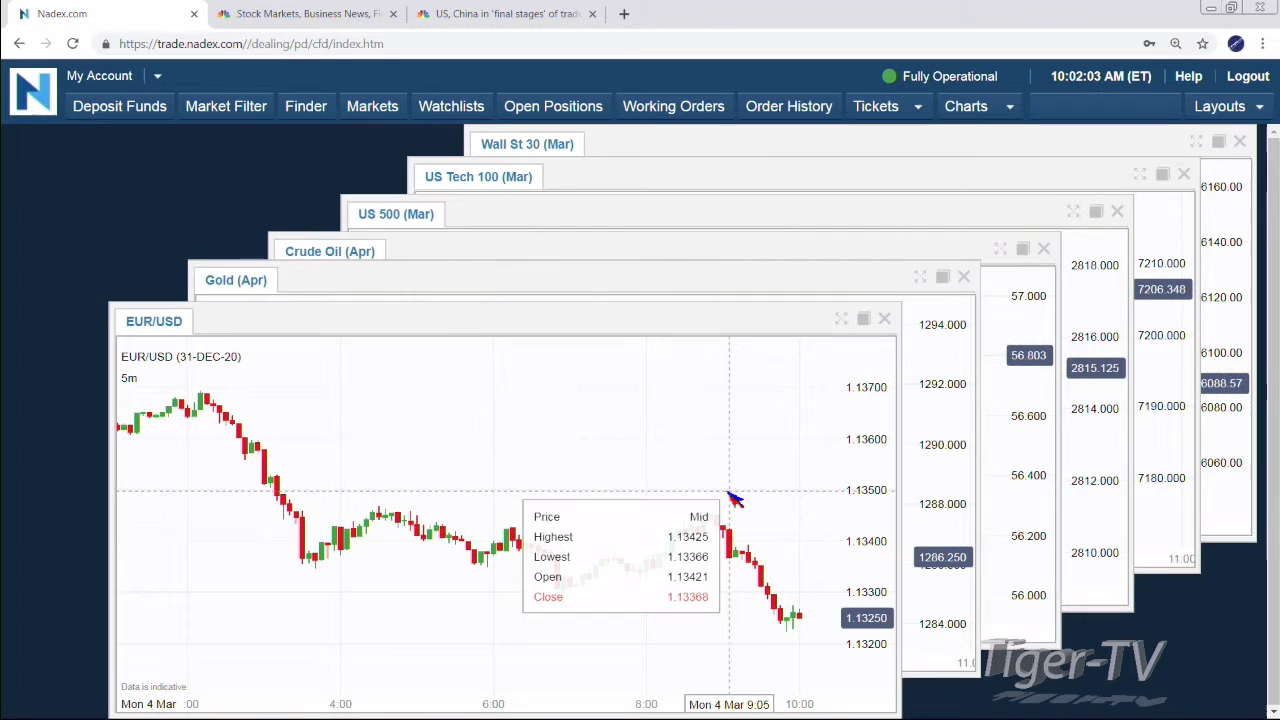 Nadex.com
Stock Markets, Business News, Fi
US, China in 'final stages' of trade
https://trade.nadex.com//dealing/pd/cfd/index.htm
My Account
Fully Operational
10:02:03 AM (ET)
Help
Logout
Deposit Funds
Market Filter
Finder
Markets
Watchlists
Open Positions
Working Orders
Order History
Tickets
Charts
Layouts
Wall St 30 (Mar)
US Tech 100 (Mar)
US 500 (Mar)
Crude Oil (Apr)
Gold (Apr)
EUR/USD
EUR/USD (31-DEC-20)
5m
Price Mid
Highest 1.13425
Lowest 1.13366
Open 1.13421
Close 1.13368
1.13700
1.13600
1.13500
1.13400
1.13300
1.13250
1.13200
Data is indicative
Mon 4 Mar :00 4:00 6:00 8:00 Mon 4 Mar 9:05 10:00
1294.000
1292.000
1290.000
1288.000
1286.250
1284.000
11:0
57.000
56.803
56.600
56.400
56.200
56.000
2818.000
2816.000
2815.125
2814.000
2812.000
2810.000
7210.000
7206.348
7200.000
7190.000
7180.000
11:00
6160.00
6140.00
6120.00
6100.00
6088.57
6080.00
6060.00
Tiger-TV